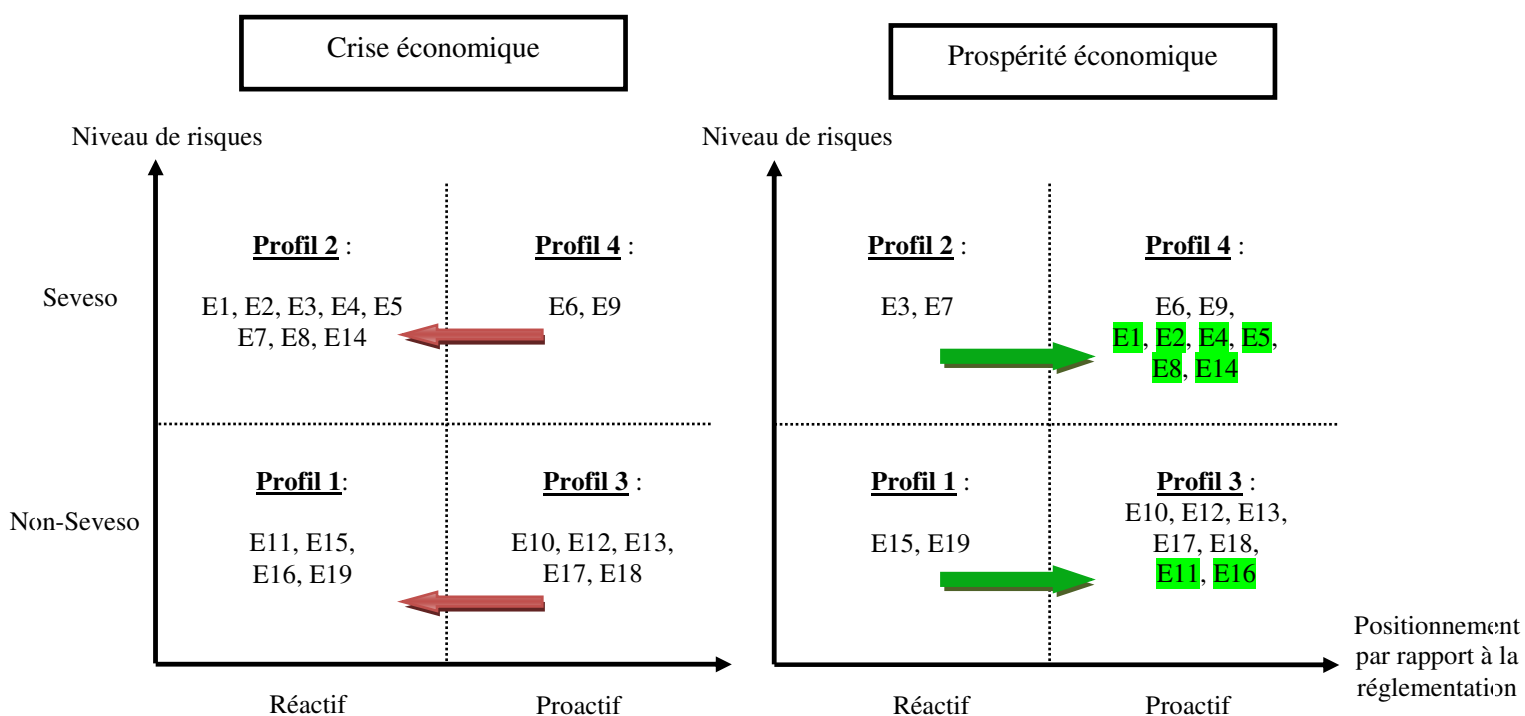 Crise économique
Prospérité économique
Niveau de risques
Niveau de risques
Profil 2 :
Profil 4 :
Profil 2 :
Profil 4 :
Seveso
E1, E2, E3, E4, E5
E7, E8, E14
E6, E9
E3, E7
E6, E9,
E1, E2, E4, E5,
E8, E14
Profil 1:
Profil 3 :
Profil 1 :
Profil 3 :
Non-Seveso
E11, E15,
E16, E19
E10, E12, E13,
E17, E18
E15, E19
E10, E12, E13,
E17, E18,
E11, E16
Positionnement
par rapport à la
réglementation
Réactif
Proactif
Réactif
Proactif